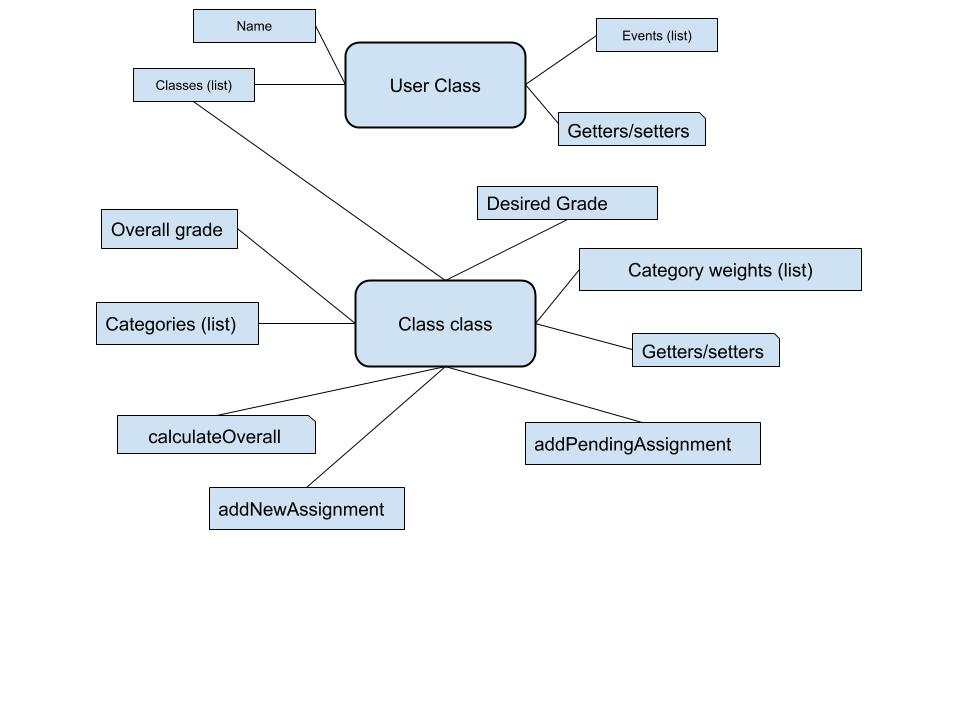 Name
Events (list)
User Class
Classes (list)
Getters/setters
Desired Grade
Overall grade
Category weights (list)
Categories (list)
Class class
Getters/setters
calculateOverall
addPendingAssignment
addNewAssignment